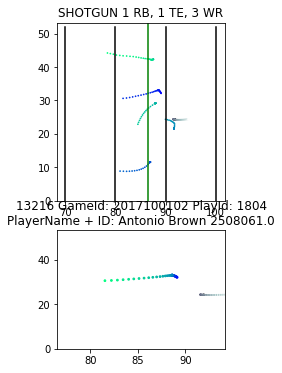 SHOTGUN 1 RB, 1 TE, 3 WR
50
40
30
20
10
0
70 80 90 100
13216 GameId: 2017100102 PlayId: 1804
PlayerName + ID: Antonio Brown 2508061.0
40
20
0
80 85 90